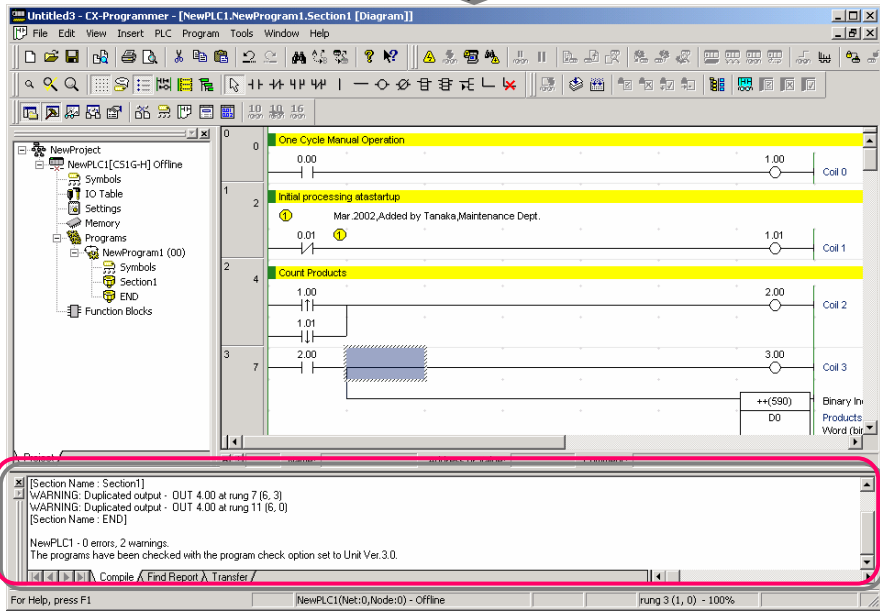 Untitled3 - CX-Programmer - [NewPLC1.NewProgram1.Section1 [Diagram]]
File Edit View Insert PLC Program Tools Window Help
10 10 16
NewProject
NewPLC1[CS1G-H] Offline
Symbols
IO Table
Settings
Memory
Programs
NewProgram1 (00)
Symbols
Section1
END
Function Blocks
Project
0
0
One Cycle Manual Operation
0.00
1.00
Coil 0
1
2
Initial processing atastartup
1 Mar.2002,Added by Tanaka,Maintenance Dept.
0.01
1
1.01
Coil 1
2
4
Count Products
1.00
2.00
Coil 2
1.01
3
7
2.00
3.00
Coil 3
++(590)
Binary In
D0
Products
Word (bin
[Section Name : Section1]
WARNING: Duplicated output - OUT 4.00 at rung 7 (6, 3)
WARNING: Duplicated output - OUT 4.00 at rung 11 (6, 0)
[Section Name : END]
NewPLC1 - 0 errors, 2 warnings.
The programs have been checked with the program check option set to Unit Ver.3.0.
Compile Find Report Transfer
For Help, press F1
NewPLC1(Net:0,Node:0) - Offline
rung 3 (1, 0) - 100%